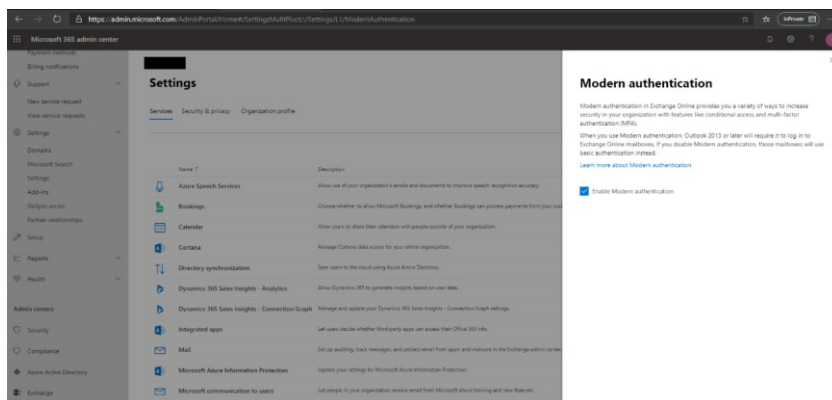 https://admin.microsoft.com/AdminPortal/Home#/SettingsMultiPivot/:/Settings/L1/ModernAuthentication
InPrivate
Microsoft 365 admin center
?
Payment methods
Billing notifications
Support
New service request
View service requests
Settings
Domains
Microsoft Search
Settings
Add-ins
DirSync errors
Partner relationships
Setup
Reports
Health
Admin centers
Security
Compliance
Azure Active Directory
Exchange
Settings
Services Security & privacy Organization profile
Name ↑ Description
Azure Speech Services Allow use of your organization's emails and documents to improve speech recognition accuracy.
Bookings Choose whether to allow Microsoft Bookings, and whether Bookings can process payments from your
Calendar Allow users to share their calendars with people outside of your organization.
Cortana Manage Cortana data access for your entire organization.
Directory synchronization Sync users to the cloud using Azure Active Directory.
Dynamics 365 Sales Insights - Analytics Allow Dynamics 365 to generate insights based on user data.
Dynamics 365 Sales Insights - Connection Graph Manage and update your Dynamics 365 Sales Insights - Connection Graph settings.
Integrated apps Let users decide whether third-party apps can access their Office 365 info.
Mail Set up auditing, track messages, and protect email from spam and malware in the Exchange admin center.
Microsoft Azure Information Protection Update your settings for Microsoft Azure Information Protection.
Microsoft communication to users Let people in your organization receive email from Microsoft about training and new features.
Modern authentication
Modern authentication in Exchange Online provides you a variety of ways to increase
security in your organization with features like conditional access and multi-factor
authentication (MFA).
When you use Modern authentication, Outlook 2013 or later will require it to log in to
Exchange Online mailboxes. If you disable Modern authentication, those mailboxes will use
basic authentication instead.
Learn more about Modern authentication
Enable Modern authentication